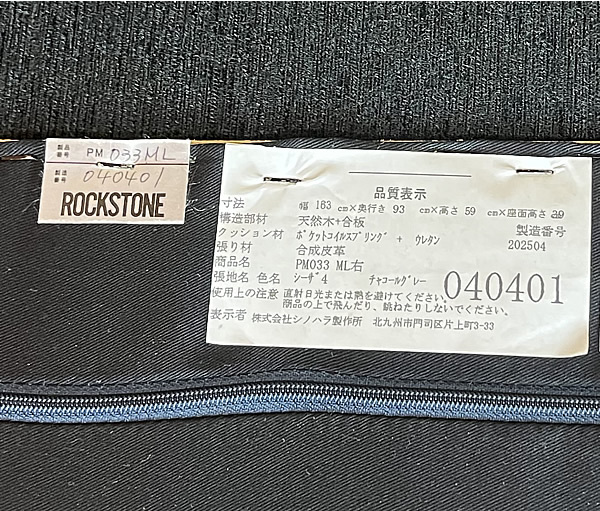 製品番号 PM 033ML
製造番号 040401
ROCKSTONE
品質表示
寸法 幅 163 cm×奥行き 93 cm×高さ 59 cm×座面高さ 39
構造部材 天然木+合板 製造番号
クッション材 ポケットコイルスプリング + ウレタン 202504
張り材 合成皮革
商品名 PM033 ML右
張地名 色名 シーザ4 チャコールグレー 040401
使用上の注意 直射日光または熱を避けてください。
商品の上で飛んだり、跳ねたりしないでください。
表示者 株式会社シノハラ製作所 北九州市門司区片上町3-33